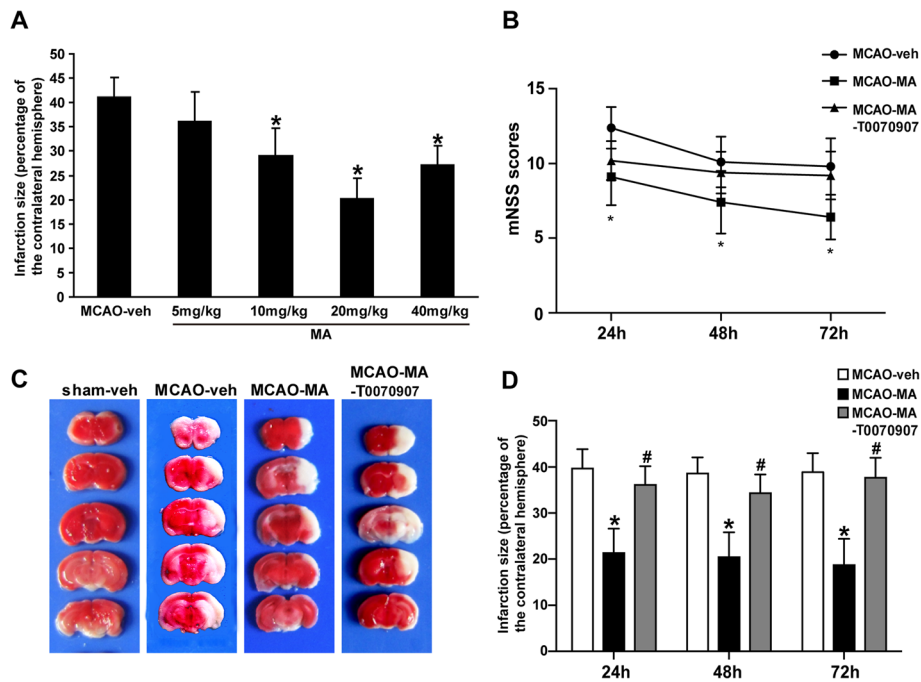 A
Infarction size (percentage of
the contralateral hemisphere)
50
45
40
35
30
25
20
15
10
5
0
*
*
*
MCAO-veh
5mg/kg
10mg/kg
20mg/kg
40mg/kg
MA
B
MCAO-veh
MCAO-MA
MCAO-MA
-T0070907
mNSS scores
15
10
5
0
*
*
*
24h
48h
72h
C
sham-veh
MCAO-veh
MCAO-MA
MCAO-MA
-T0070907
D
MCAO-veh
MCAO-MA
MCAO-MA
-T0070907
Infarction size (percentage of
the contralateral hemisphere)
50
40
30
20
10
0
*
#
*
#
*
#
24h
48h
72h